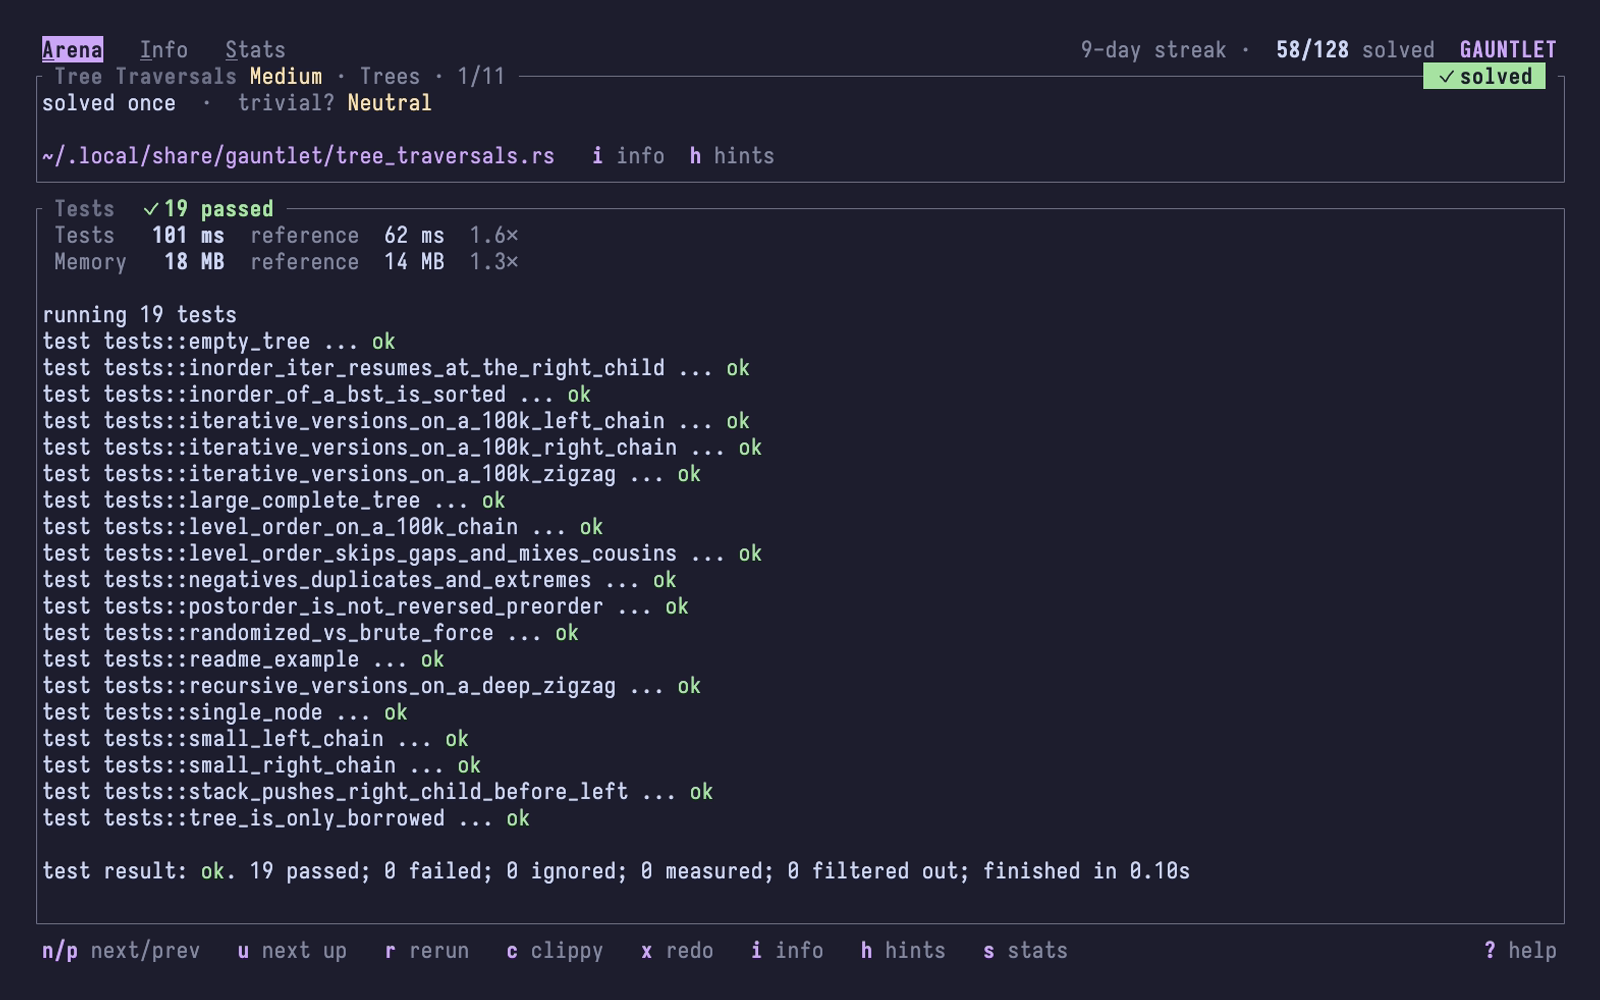 Arena Info Stats 9-day streak · 58/128 solved GAUNTLET
Tree Traversals Medium · Trees · 1/11 ✓ solved
solved once · trivial? Neutral
~/.local/share/gauntlet/tree_traversals.rs i info h hints
Tests ✓ 19 passed
Tests 101 ms reference 62 ms 1.6×
Memory 18 MB reference 14 MB 1.3×
running 19 tests
test tests::empty_tree ... ok
test tests::inorder_iter_resumes_at_the_right_child ... ok
test tests::inorder_of_a_bst_is_sorted ... ok
test tests::iterative_versions_on_a_100k_left_chain ... ok
test tests::iterative_versions_on_a_100k_right_chain ... ok
test tests::iterative_versions_on_a_100k_zigzag ... ok
test tests::large_complete_tree ... ok
test tests::level_order_on_a_100k_chain ... ok
test tests::level_order_skips_gaps_and_mixes_cousins ... ok
test tests::negatives_duplicates_and_extremes ... ok
test tests::postorder_is_not_reversed_preorder ... ok
test tests::randomized_vs_brute_force ... ok
test tests::readme_example ... ok
test tests::recursive_versions_on_a_deep_zigzag ... ok
test tests::single_node ... ok
test tests::small_left_chain ... ok
test tests::small_right_chain ... ok
test tests::stack_pushes_right_child_before_left ... ok
test tests::tree_is_only_borrowed ... ok
test result: ok. 19 passed; 0 failed; 0 ignored; 0 measured; 0 filtered out; finished in 0.10s
n/p next/prev u next up r rerun c clippy x redo i info h hints s stats ? help